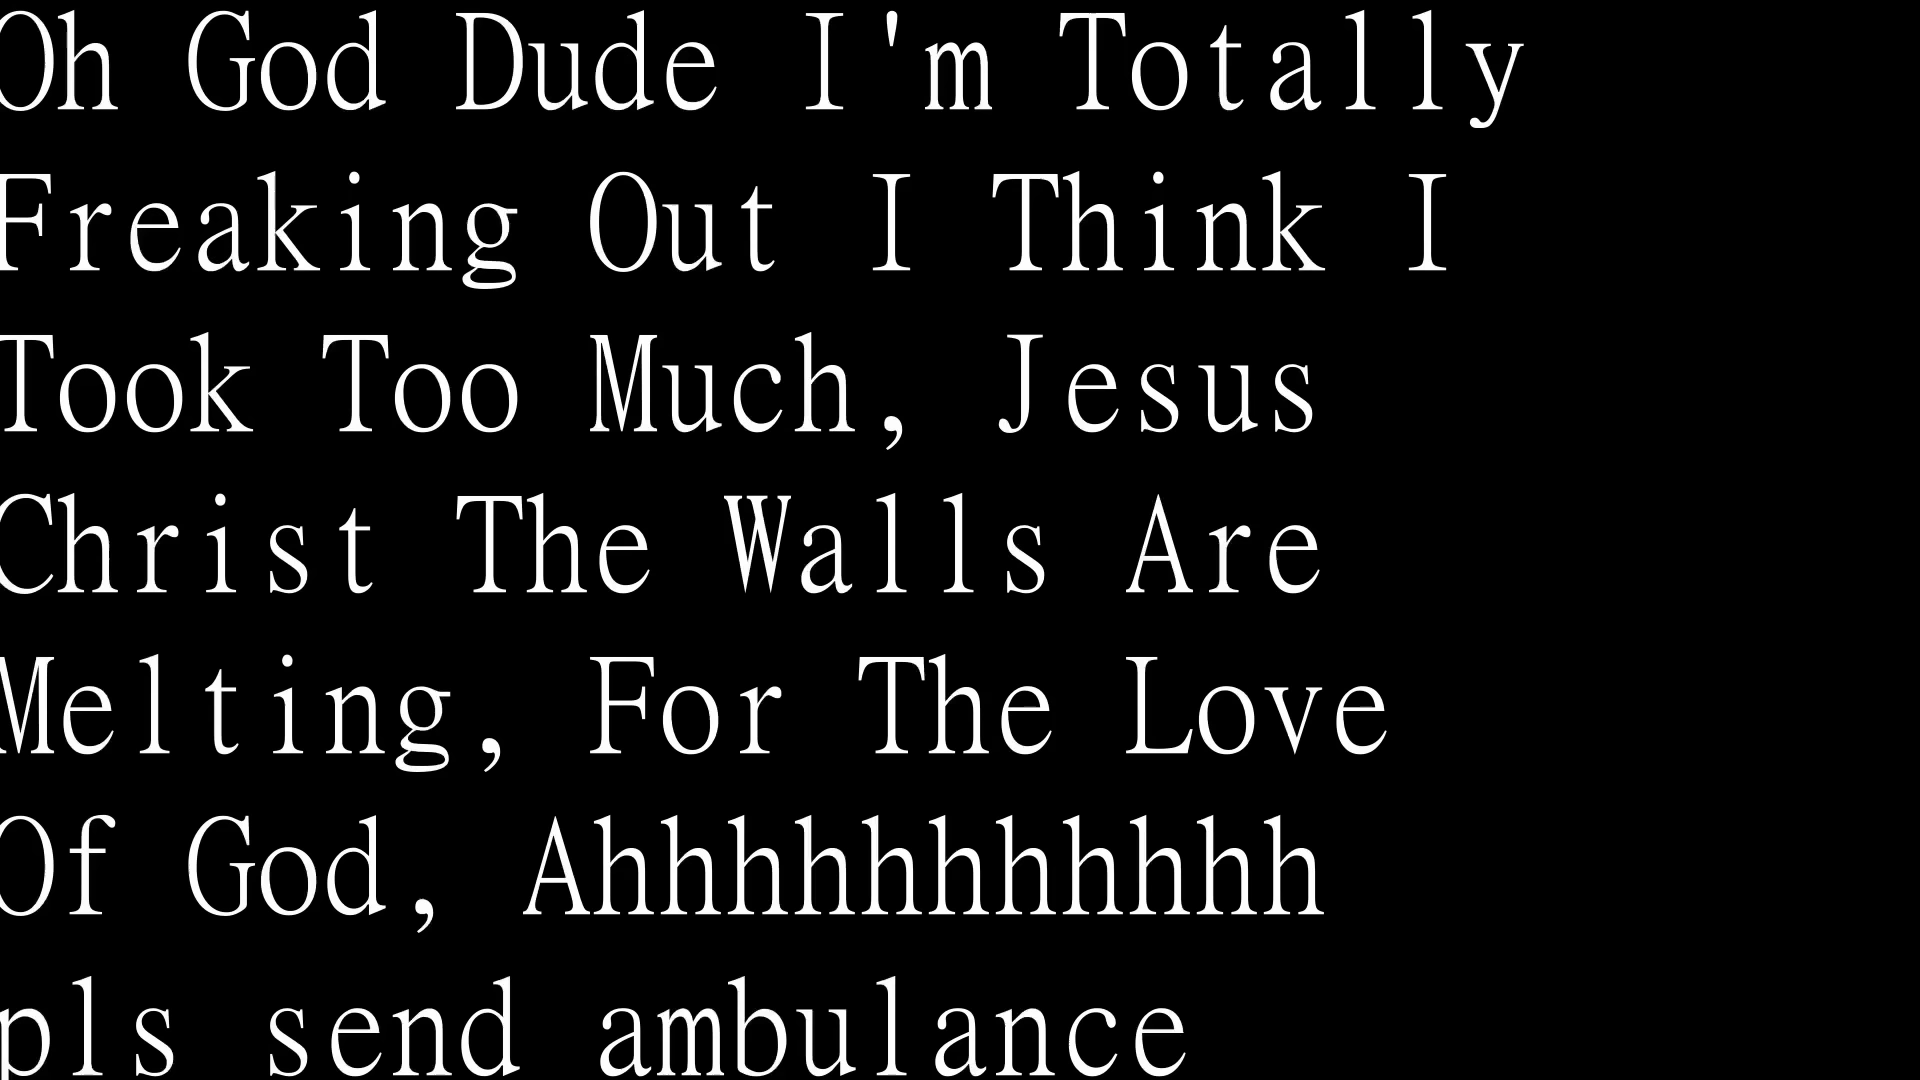 Oh God Dude I'm Totally
Freaking Out I Think I
Took Too Much, Jesus
Christ The Walls Are
Melting, For The Love
Of God, Ahhhhhhhhhhh
pls send ambulance